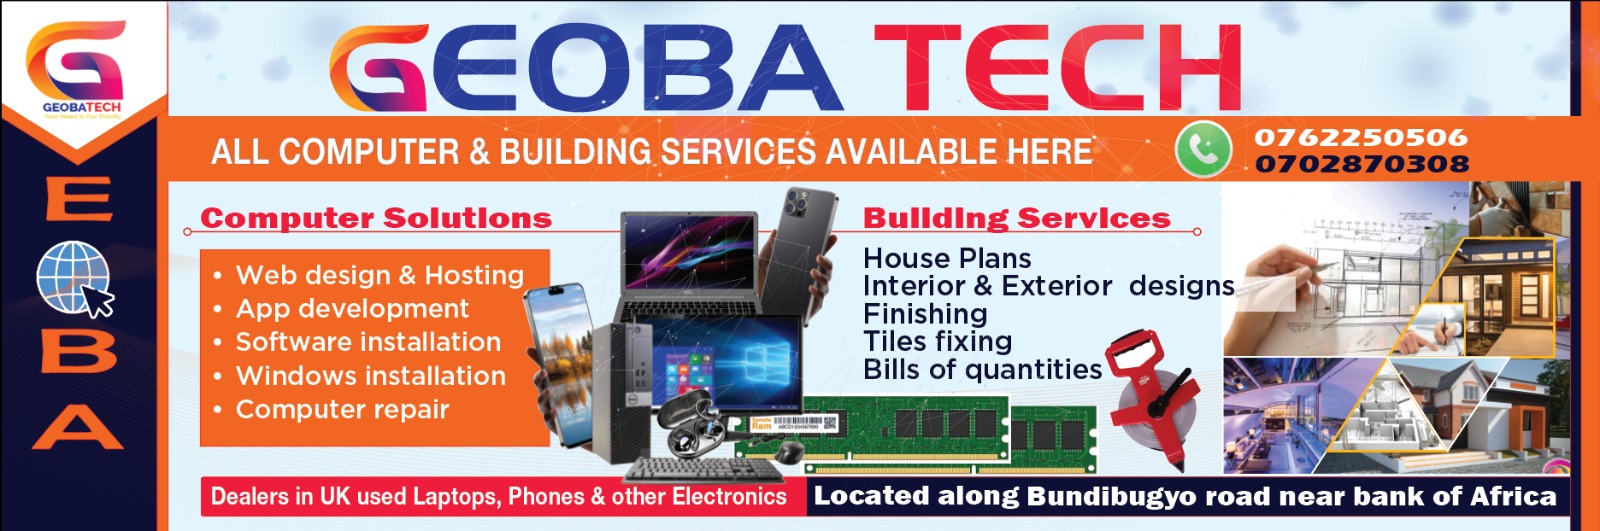 GEOBATECH
Your Need Is Our Priority
E
B
A
GEOBA TECH
ALL COMPUTER & BUILDING SERVICES AVAILABLE HERE
0762250506
0702870308
Computer Solutions
• Web design & Hosting
• App development
• Software installation
• Windows installation
• Computer repair
Building Services
House Plans
Interior & Exterior designs
Finishing
Tiles fixing
Bills of quantities
Ram
Dealers in UK used Laptops, Phones & other Electronics
Located along Bundibugyo road near bank of Africa